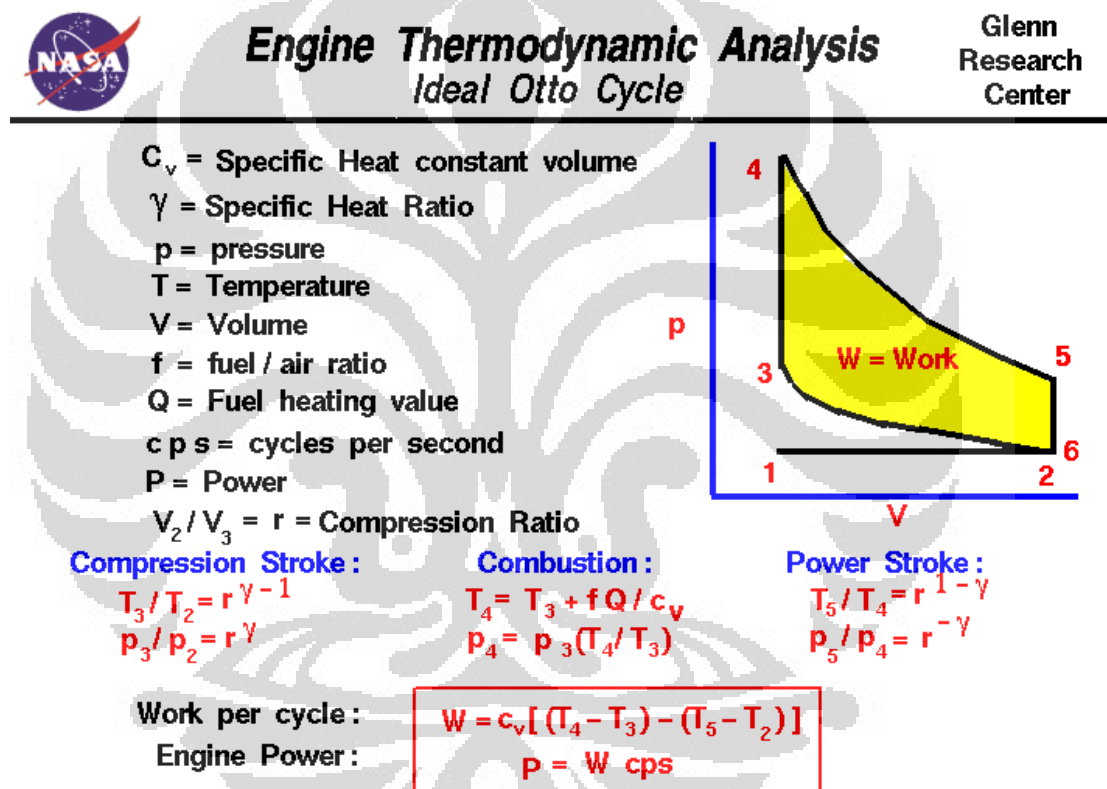 NASA
Engine Thermodynamic Analysis
Ideal Otto Cycle
Glenn
Research
Center
Cᵥ = Specific Heat constant volume
γ = Specific Heat Ratio
p = pressure
T = Temperature
V = Volume
f = fuel / air ratio
Q = Fuel heating value
c p s = cycles per second
P = Power
V₂ / V₃ = r = Compression Ratio
4
p
W = Work
5
3
6
1
2
V
Compression Stroke :
T₃ / T₂ = r^(γ – 1)
p₃ / p₂ = r^γ
Combustion :
T₄ = T₃ + f Q / cᵥ
p₄ = p₃ (T₄ / T₃)
Power Stroke :
T₅ / T₄ = r^(1 – γ)
p₅ / p₄ = r^(– γ)
Work per cycle :
W = cᵥ [ (T₄ – T₃) – (T₅ – T₂) ]
Engine Power :
P = W cps